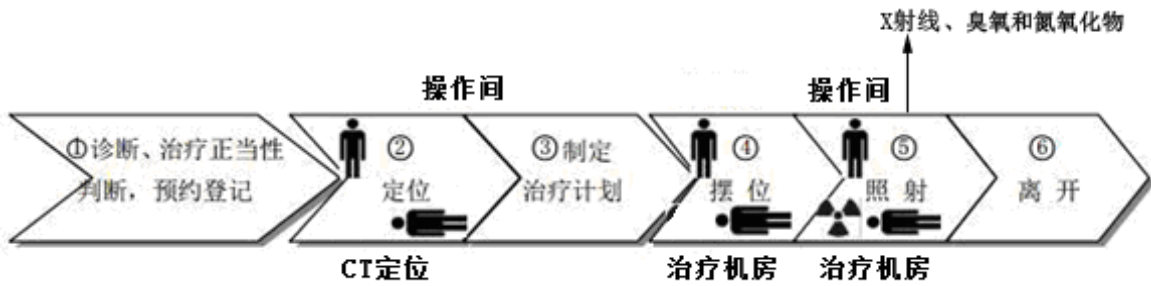 X射线、臭氧和氮氧化物
操作间
操作间
①诊断、治疗正当性
判断，预约登记
②
定位
③制定
治疗计划
④
摆 位
⑤
照 射
⑥
离 开
CT定位
治疗机房
治疗机房